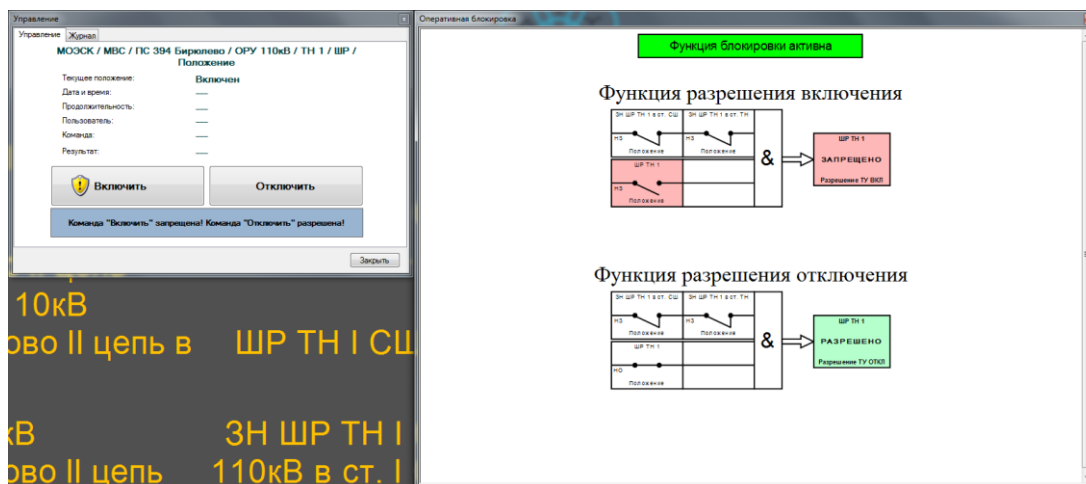 Управление
Управление
Журнал
МОЭСК / МВС / ПС 394 Бирюлево / ОРУ 110кВ / ТН 1 / ШР /
Положение
Текущее положение: Включен
Дата и время: ---
Продолжительность: ---
Пользователь: ---
Команда: ---
Результат: ---
Включить
Отключить
Команда "Включить" запрещена! Команда "Отключить" разрешена!
Закрыть
10кВ
ово II цепь в ШР ТН I СШ
кВ ЗН ШР ТН I
ово II цепь 110кВ в ст. I
Оперативная блокировка
Функция блокировки активна
Функция разрешения включения
ЗН ШР ТН 1 в ст. СШ
ЗН ШР ТН 1 в ст. ТН
НЗ
Положение
Положение
ШР ТН 1
НЗ
Положение
&
ШР ТН 1
ЗАПРЕЩЕНО
Разрешение ТУ ВКЛ
Функция разрешения отключения
ЗН ШР ТН 1 в ст. СШ
ЗН ШР ТН 1 в ст. ТН
НЗ
Положение
Положение
ШР ТН 1
НО
Положение
&
ШР ТН 1
РАЗРЕШЕНО
Разрешение ТУ ОТКЛ